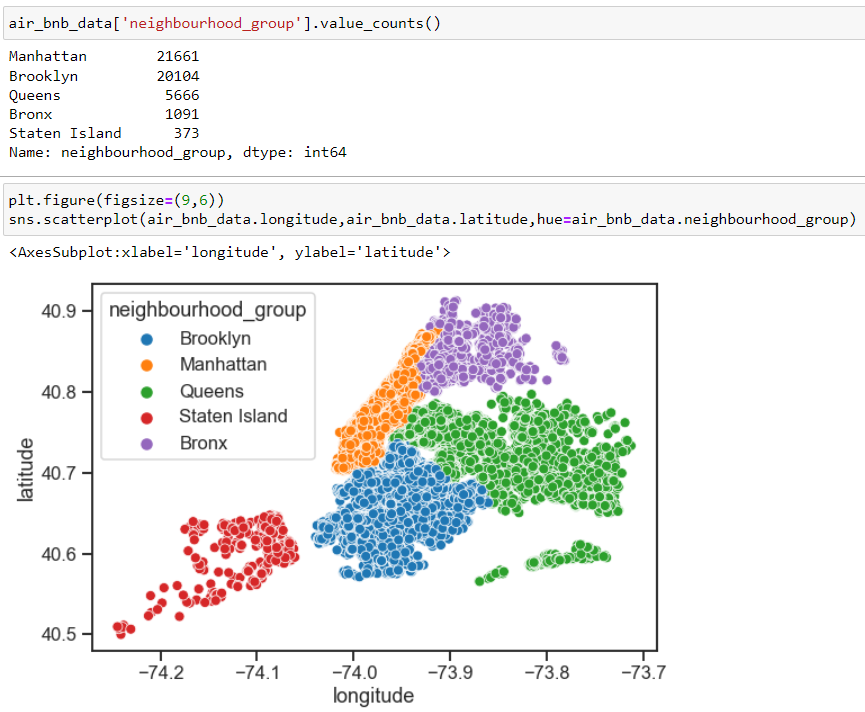 air_bnb_data['neighbourhood_group'].value_counts()
Manhattan 21661
Brooklyn 20104
Queens 5666
Bronx 1091
Staten Island 373
Name: neighbourhood_group, dtype: int64
plt.figure(figsize=(9,6))
sns.scatterplot(air_bnb_data.longitude,air_bnb_data.latitude,hue=air_bnb_data.neighbourhood_group)
<AxesSubplot:xlabel='longitude', ylabel='latitude'>
neighbourhood_group
Brooklyn
Manhattan
Queens
Staten Island
Bronx
latitude
40.9
40.8
40.7
40.6
40.5
−74.2 −74.1 −74.0 −73.9 −73.8 −73.7
longitude